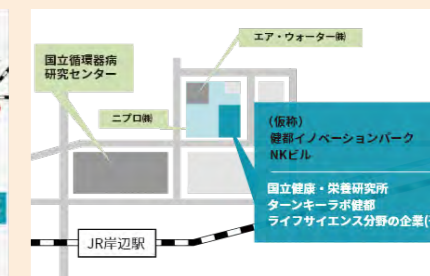 エア・ウォーター㈱
国立循環器病
研究センター
ニプロ㈱
(仮称)
健都イノベーションパーク
NKビル
国立健康・栄養研究所
ターンキーラボ健都
ライフサイエンス分野の企業(
JR岸辺駅